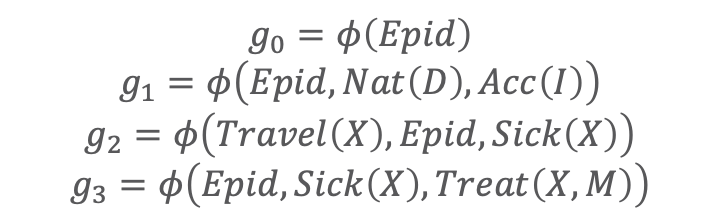 g₀ = ϕ(Epid)
g₁ = ϕ(Epid, Nat(D), Acc(I))
g₂ = ϕ(Travel(X), Epid, Sick(X))
g₃ = ϕ(Epid, Sick(X), Treat(X, M))